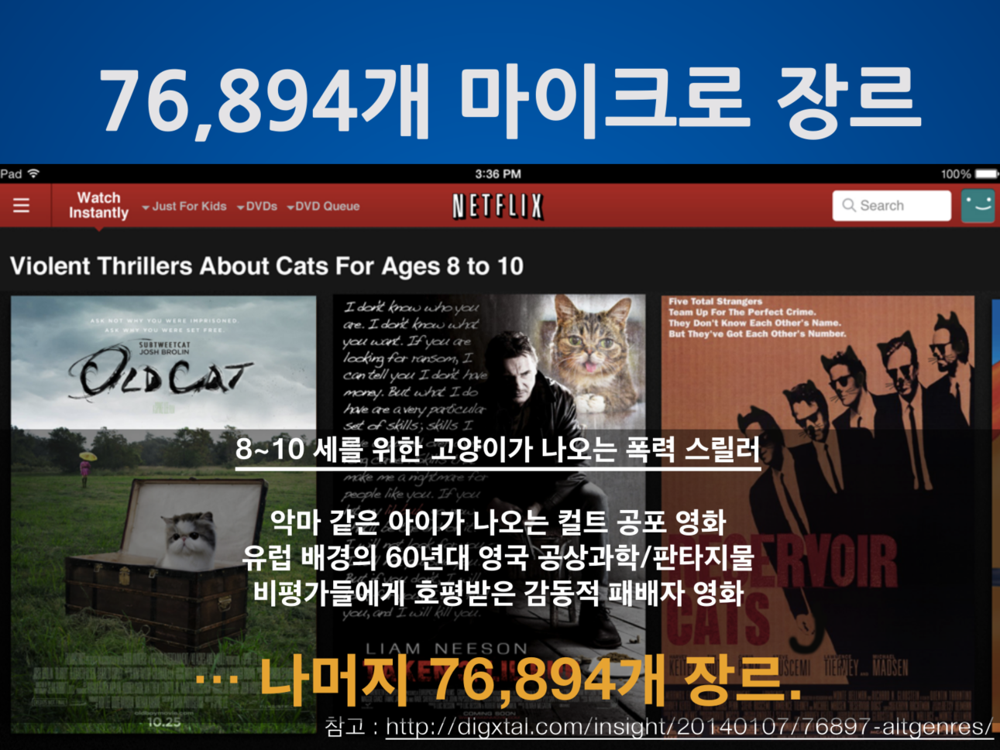 76,894개 마이크로 장르
Pad 3:36 PM 100%
Watch Instantly Just For Kids DVDs DVD Queue NETFLIX Search
Violent Thrillers About Cats For Ages 8 to 10
ASK NOT WHY YOU WERE IMPRISONED.
ASK WHY YOU WERE SET FREE.
SUBTWEETCAT
JOSH BROLIN
OLD CAT
10.25
I don't know who you
are. I don't know what
you want. If you are
looking for ransom, I
can tell you I don't have
money. But what I do
have are a very particular
set of skills; skills I
make me a nightmare for
people like you. If you
you, and I will kill you.
LIAM NEESON
COMING SOON
Five Total Strangers
Team Up For The Perfect Crime.
They Don't Know Each Other's Name.
But They've Got Each Other's Number.
RESERVOIR
CATS
MADSEN
8~10 세를 위한 고양이가 나오는 폭력 스릴러
악마 같은 아이가 나오는 컬트 공포 영화
유럽 배경의 60년대 영국 공상과학/판타지물
비평가들에게 호평받은 감동적 패배자 영화
... 나머지 76,894개 장르.
참고 : http://digxtal.com/insight/20140107/76897-altgenres/